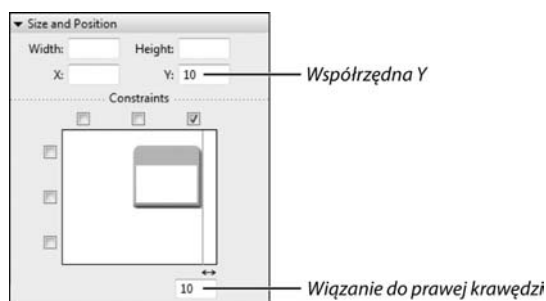 Size and Position
Width: Height:
X: Y: 10
Współrzędna Y
Constraints
10
Wiązanie do prawej krawędzi